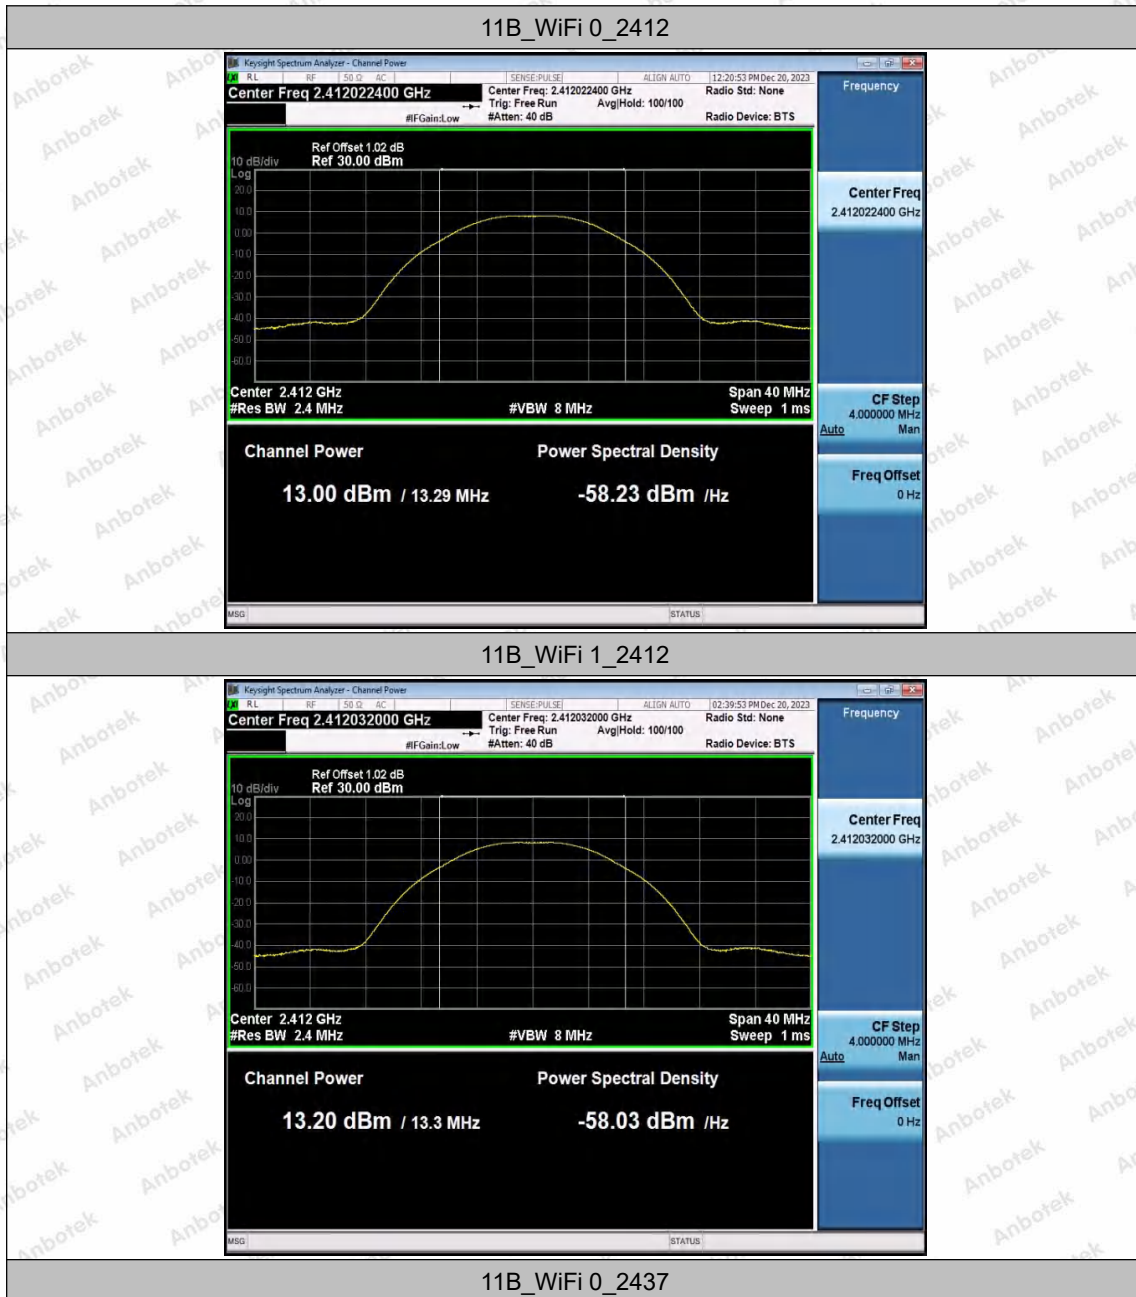 11B_WiFi 0_2412
Keysight Spectrum Analyzer - Channel Power
RL RF 50 Ω AC SENSE:PULSE ALIGN AUTO 12:20:53 PM Dec 20, 2023
Center Freq 2.412022400 GHz
Center Freq: 2.412022400 GHz Radio Std: None
Trig: Free Run Avg|Hold: 100/100
#IFGain:Low #Atten: 40 dB Radio Device: BTS
Frequency
Ref Offset 1.02 dB
10 dB/div Ref 30.00 dBm
Log
20.0
10.0
0.00
-10.0
-20.0
-30.0
-40.0
-50.0
-60.0
Center 2.412 GHz Span 40 MHz
#Res BW 2.4 MHz #VBW 8 MHz Sweep 1 ms
Center Freq
2.412022400 GHz
CF Step
4.000000 MHz
Auto Man
Freq Offset
0 Hz
Channel Power Power Spectral Density
13.00 dBm / 13.29 MHz -58.23 dBm /Hz
MSG STATUS
11B_WiFi 1_2412
Keysight Spectrum Analyzer - Channel Power
RL RF 50 Ω AC SENSE:PULSE ALIGN AUTO 02:39:53 PM Dec 20, 2023
Center Freq 2.412032000 GHz
Center Freq: 2.412032000 GHz Radio Std: None
Trig: Free Run Avg|Hold: 100/100
#IFGain:Low #Atten: 40 dB Radio Device: BTS
Frequency
Ref Offset 1.02 dB
10 dB/div Ref 30.00 dBm
Log
20.0
10.0
0.00
-10.0
-20.0
-30.0
-40.0
-50.0
-60.0
Center 2.412 GHz Span 40 MHz
#Res BW 2.4 MHz #VBW 8 MHz Sweep 1 ms
Center Freq
2.412032000 GHz
CF Step
4.000000 MHz
Auto Man
Freq Offset
0 Hz
Channel Power Power Spectral Density
13.20 dBm / 13.3 MHz -58.03 dBm /Hz
MSG STATUS
11B_WiFi 0_2437
Anbotek